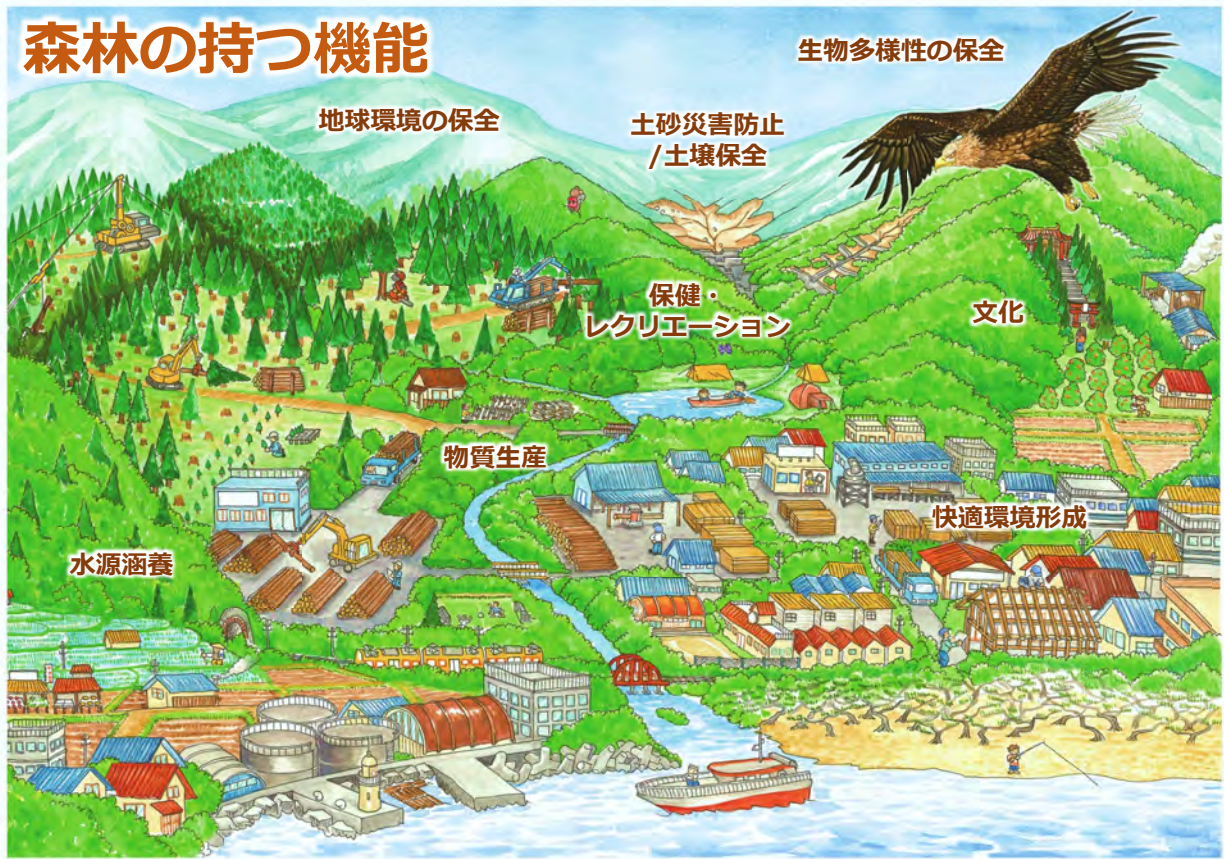 森林の持つ機能
生物多様性の保全
地球環境の保全
土砂災害防止
/土壌保全
保健・
レクリエーション
文化
物質生産
快適環境形成
水源涵養